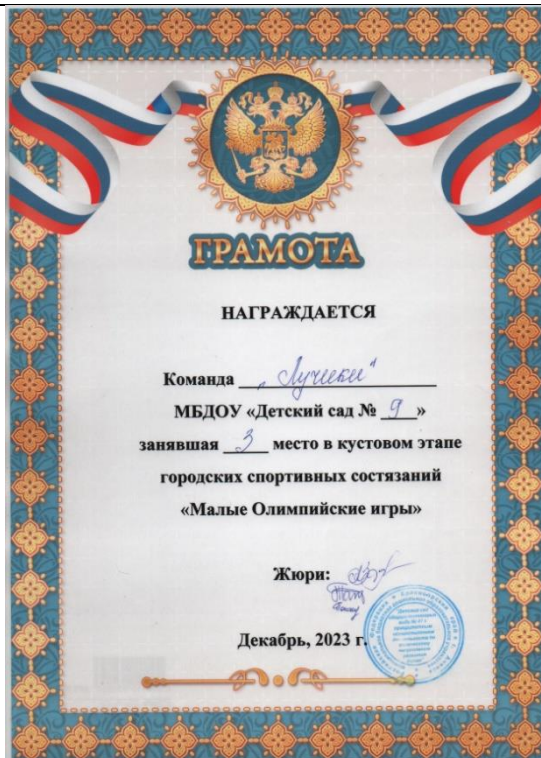 ГРАМОТА
НАГРАЖДАЕТСЯ
Команда „Лучики“
МБДОУ «Детский сад № 9»
занявшая 3 место в кустовом этапе
городских спортивных состязаний
«Малые Олимпийские игры»
Жюри:
Декабрь, 2023 г.